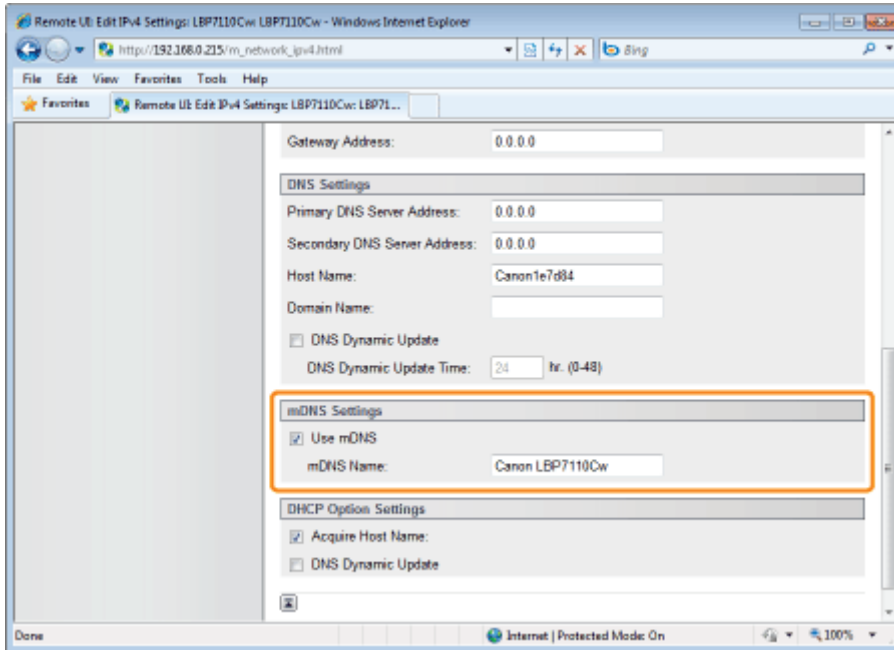 Remote UI: Edit IPv4 Settings: LBP7110Cw: LBP7110Cw - Windows Internet Explorer
http://192.168.0.215/m_network_ipv4.html
Bing
File Edit View Favorites Tools Help
Favorites
Remote UI: Edit IPv4 Settings: LBP7110Cw: LBP71...
Gateway Address: 0.0.0.0
DNS Settings
Primary DNS Server Address: 0.0.0.0
Secondary DNS Server Address: 0.0.0.0
Host Name: Canon1e7d84
Domain Name:
DNS Dynamic Update
DNS Dynamic Update Time: 24 hr. (0-48)
mDNS Settings
Use mDNS
mDNS Name: Canon LBP7110Cw
DHCP Option Settings
Acquire Host Name:
DNS Dynamic Update
Done
Internet | Protected Mode: On
100%